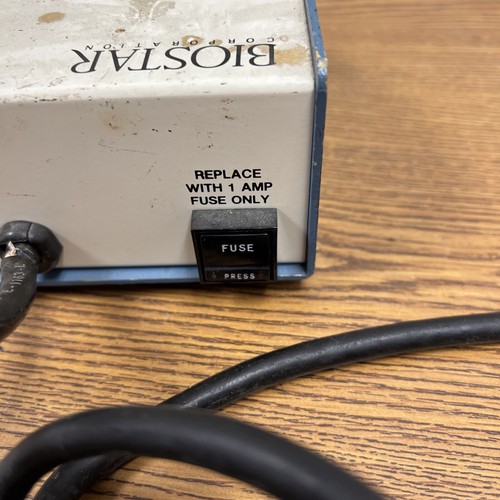 BIOSTAR
CORPORATION
REPLACE
WITH 1 AMP
FUSE ONLY
FUSE
PRESS